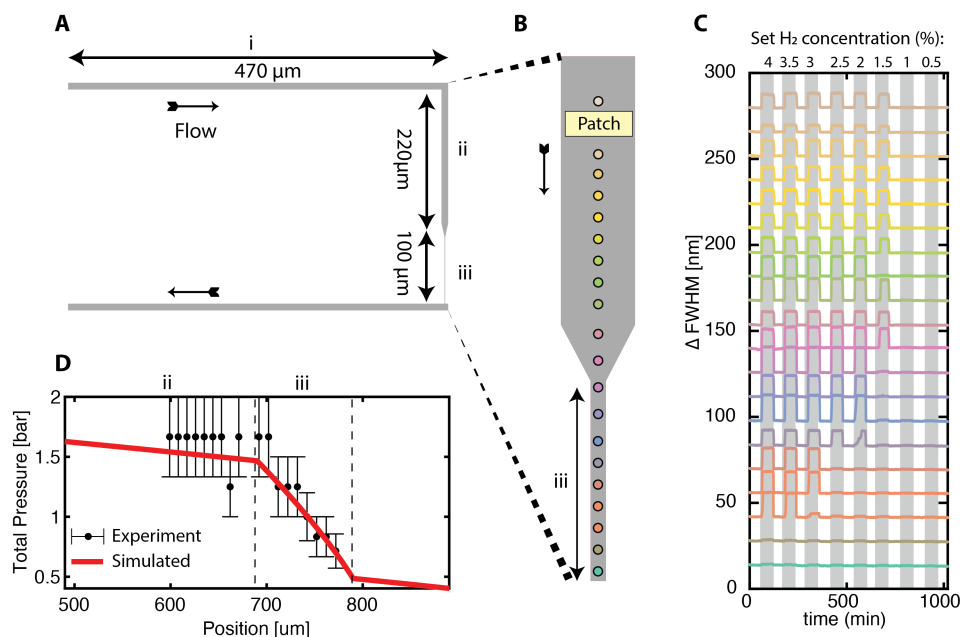 A
i
470 µm
Flow
220µm
ii
100 µm
iii
B
Patch
iii
C
Set H₂ concentration (%):
4 3.5 3 2.5 2 1.5 1 0.5
300
250
200
150
100
50
0
Δ FWHM [nm]
0 500 1000
time (min)
D
ii iii
2
1.5
1
0.5
Total Pressure [bar]
Experiment
Simulated
500 600 700 800
Position [um]